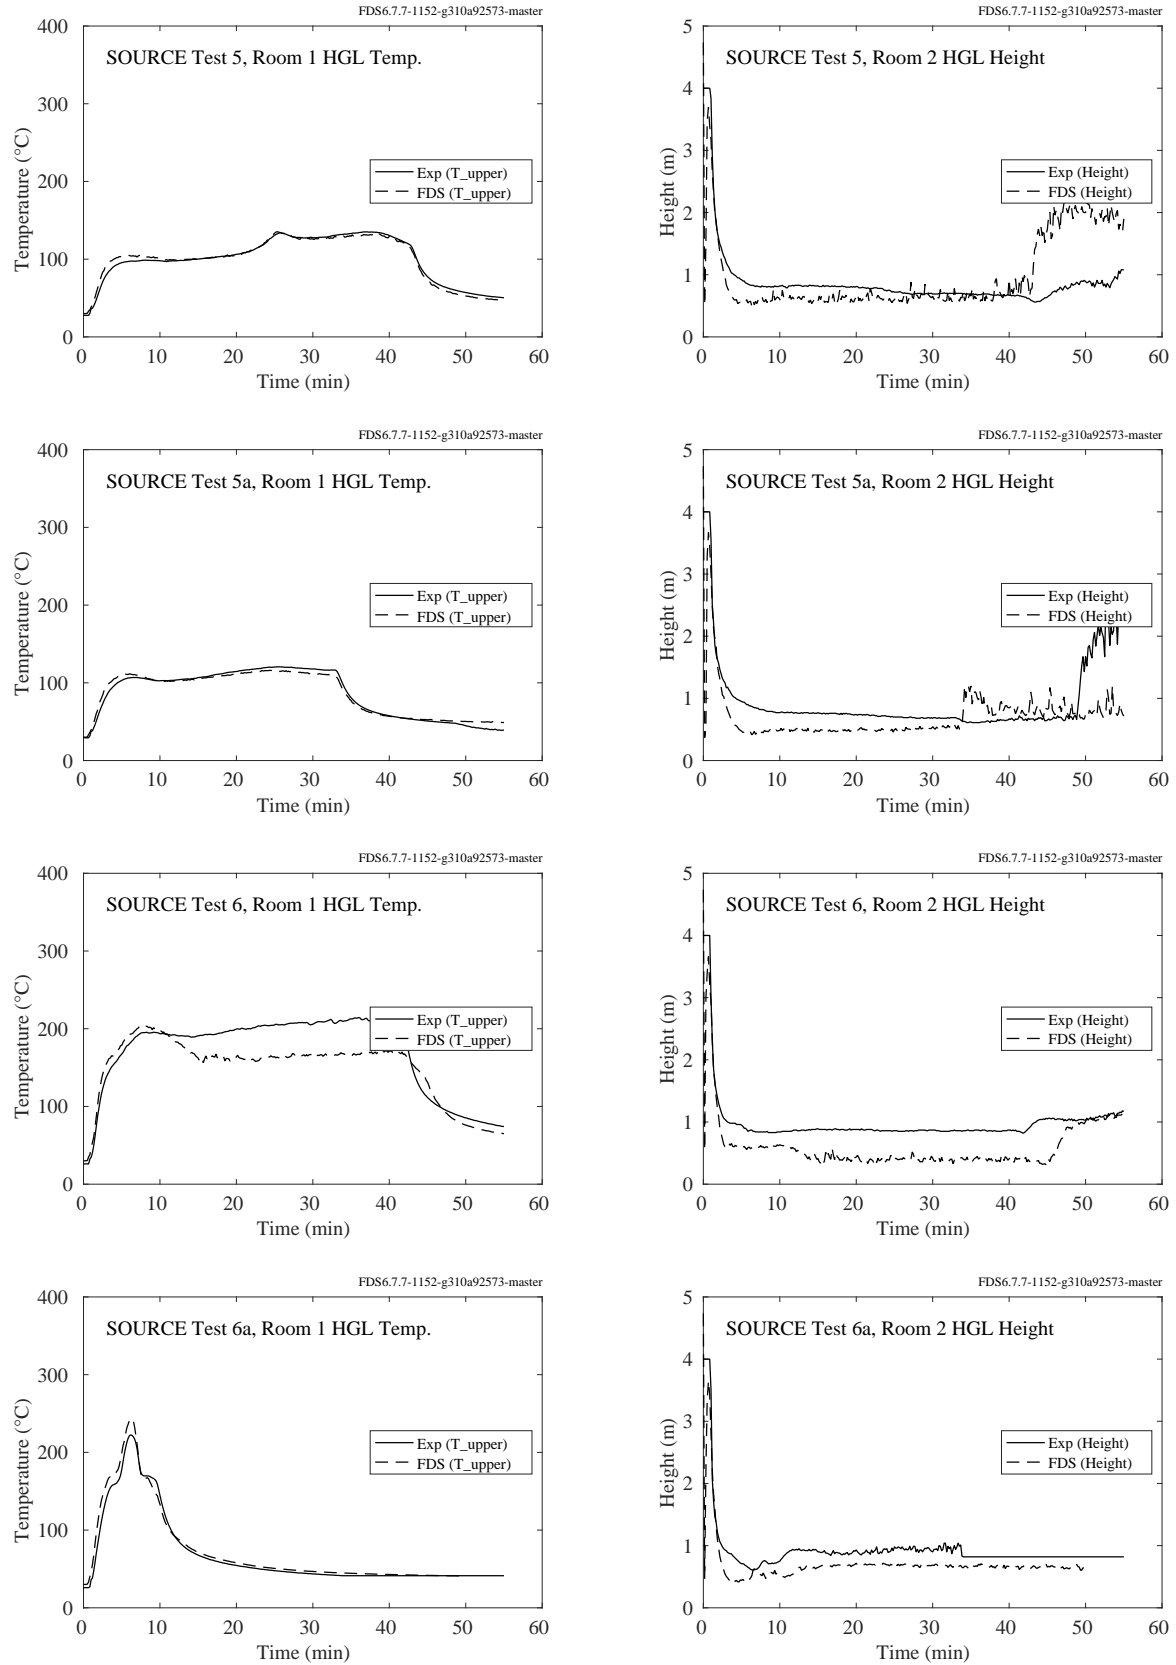 FDS6.7.7-1152-g310a92573-master
SOURCE Test 5, Room 1 HGL Temp.
400
300
200
100
0
Temperature (°C)
Exp (T_upper)
FDS (T_upper)
0 10 20 30 40 50 60
Time (min)
FDS6.7.7-1152-g310a92573-master
SOURCE Test 5, Room 2 HGL Height
5
4
3
2
1
0
Height (m)
Exp (Height)
FDS (Height)
0 10 20 30 40 50 60
Time (min)
FDS6.7.7-1152-g310a92573-master
SOURCE Test 5a, Room 1 HGL Temp.
400
300
200
100
0
Temperature (°C)
Exp (T_upper)
FDS (T_upper)
0 10 20 30 40 50 60
Time (min)
FDS6.7.7-1152-g310a92573-master
SOURCE Test 5a, Room 2 HGL Height
5
4
3
2
1
0
Height (m)
Exp (Height)
FDS (Height)
0 10 20 30 40 50 60
Time (min)
FDS6.7.7-1152-g310a92573-master
SOURCE Test 6, Room 1 HGL Temp.
400
300
200
100
0
Temperature (°C)
Exp (T_upper)
FDS (T_upper)
0 10 20 30 40 50 60
Time (min)
FDS6.7.7-1152-g310a92573-master
SOURCE Test 6, Room 2 HGL Height
5
4
3
2
1
0
Height (m)
Exp (Height)
FDS (Height)
0 10 20 30 40 50 60
Time (min)
FDS6.7.7-1152-g310a92573-master
SOURCE Test 6a, Room 1 HGL Temp.
400
300
200
100
0
Temperature (°C)
Exp (T_upper)
FDS (T_upper)
0 10 20 30 40 50 60
Time (min)
FDS6.7.7-1152-g310a92573-master
SOURCE Test 6a, Room 2 HGL Height
5
4
3
2
1
0
Height (m)
Exp (Height)
FDS (Height)
0 10 20 30 40 50 60
Time (min)